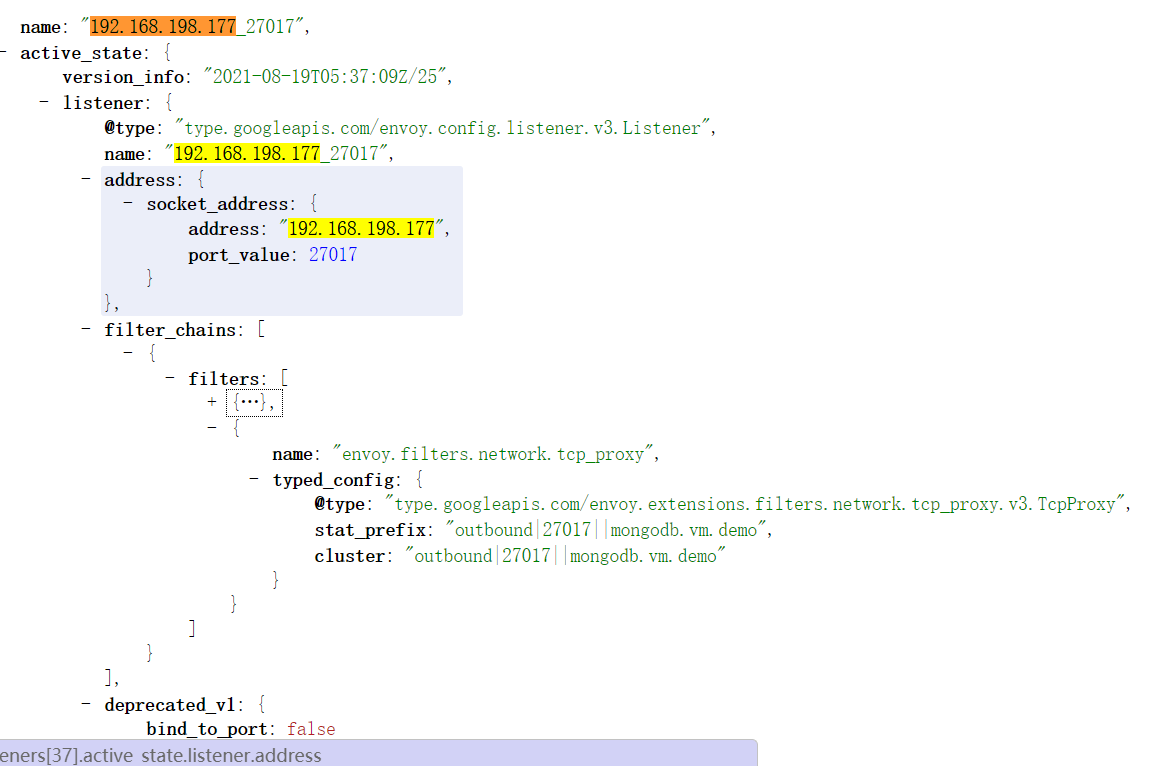 name: "192.168.198.177_27017",
- active_state: {
version_info: "2021-08-19T05:37:09Z/25",
- listener: {
@type: "type.googleapis.com/envoy.config.listener.v3.Listener",
name: "192.168.198.177_27017",
- address: {
- socket_address: {
address: "192.168.198.177",
port_value: 27017
}
},
- filter_chains: [
- {
- filters: [
+ {…},
- {
name: "envoy.filters.network.tcp_proxy",
- typed_config: {
@type: "type.googleapis.com/envoy.extensions.filters.network.tcp_proxy.v3.TcpProxy",
stat_prefix: "outbound|27017||mongodb.vm.demo",
cluster: "outbound|27017||mongodb.vm.demo"
}
}
]
}
],
- deprecated_v1: {
bind_to_port: false
eners[37].active_state.listener.address